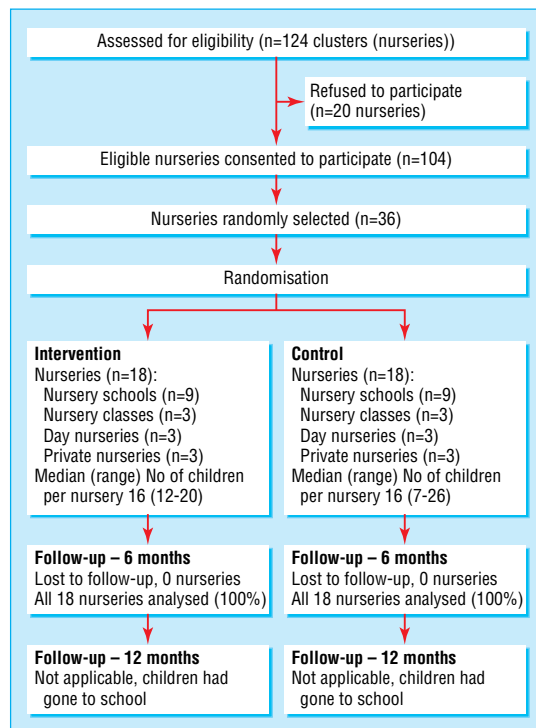 Assessed for eligibility (n=124 clusters (nurseries))
Refused to participate
(n=20 nurseries)
Eligible nurseries consented to participate (n=104)
Nurseries randomly selected (n=36)
Randomisation
Intervention
Nurseries (n=18):
Nursery schools (n=9)
Nursery classes (n=3)
Day nurseries (n=3)
Private nurseries (n=3)
Median (range) No of children
per nursery 16 (12-20)
Control
Nurseries (n=18):
Nursery schools (n=9)
Nursery classes (n=3)
Day nurseries (n=3)
Private nurseries (n=3)
Median (range) No of children
per nursery 16 (7-26)
Follow-up – 6 months
Lost to follow-up, 0 nurseries
All 18 nurseries analysed (100%)
Follow-up – 6 months
Lost to follow-up, 0 nurseries
All 18 nurseries analysed (100%)
Follow-up – 12 months
Not applicable, children had
gone to school
Follow-up – 12 months
Not applicable, children had
gone to school